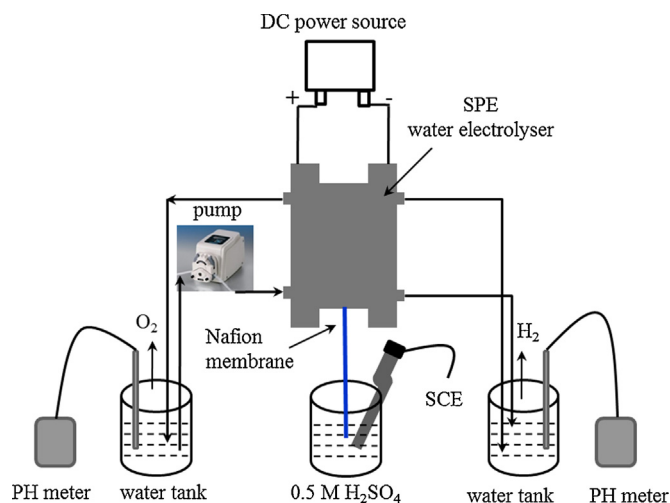 DC power source
+
-
SPE
water electrolyser
pump
O₂
Nafion
membrane
H₂
SCE
PH meter
water tank
0.5 M H₂SO₄
water tank
PH meter